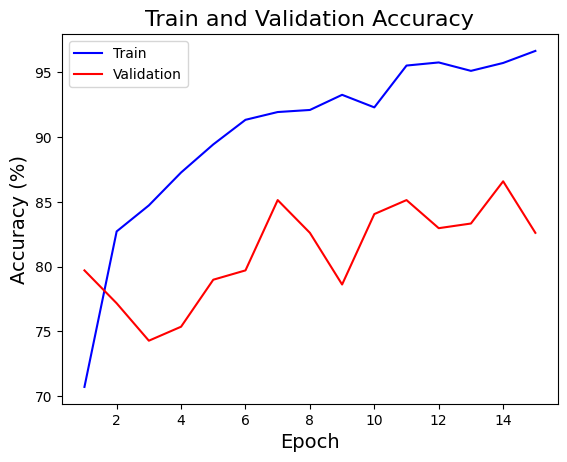 Train and Validation Accuracy
Train
Validation
Accuracy (%)
95
90
85
80
75
70
2 4 6 8 10 12 14
Epoch